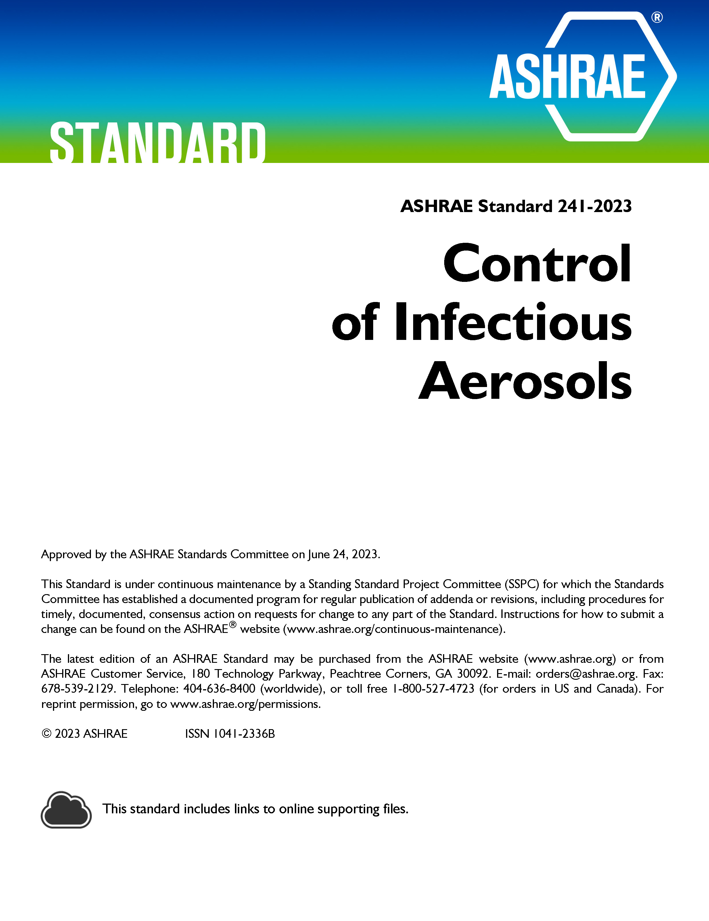 ASHRAE®
STANDARD
ASHRAE Standard 241-2023
Control
of Infectious
Aerosols
Approved by the ASHRAE Standards Committee on June 24, 2023.
This Standard is under continuous maintenance by a Standing Standard Project Committee (SSPC) for which the Standards
Committee has established a documented program for regular publication of addenda or revisions, including procedures for
timely, documented, consensus action on requests for change to any part of the Standard. Instructions for how to submit a
change can be found on the ASHRAE® website (www.ashrae.org/continuous-maintenance).
The latest edition of an ASHRAE Standard may be purchased from the ASHRAE website (www.ashrae.org) or from
ASHRAE Customer Service, 180 Technology Parkway, Peachtree Corners, GA 30092. E-mail: orders@ashrae.org. Fax:
678-539-2129. Telephone: 404-636-8400 (worldwide), or toll free 1-800-527-4723 (for orders in US and Canada). For
reprint permission, go to www.ashrae.org/permissions.
© 2023 ASHRAE ISSN 1041-2336B
This standard includes links to online supporting files.